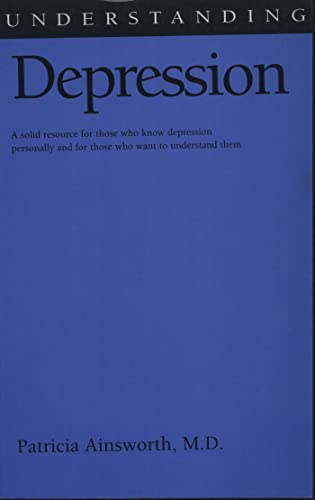 UNDERSTANDING
Depression
A solid resource for those who know depression
personally and for those who want to understand them
Patricia Ainsworth, M.D.